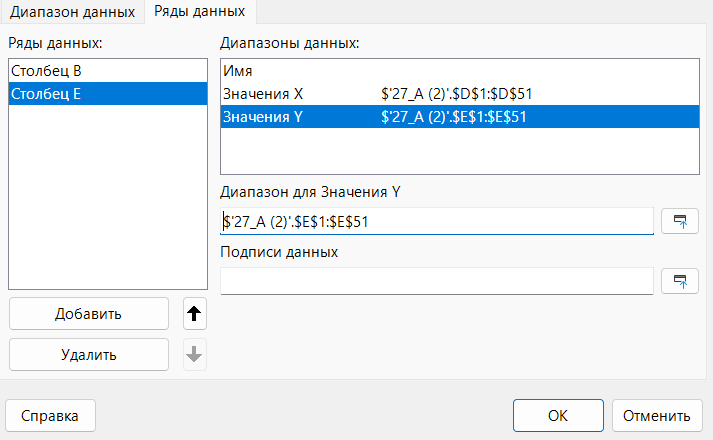 Диапазон данных
Ряды данных
Ряды данных:
Столбец B
Столбец E
Добавить
Удалить
Диапазоны данных:
Имя
Значения X $'27_A (2)'.$D$1:$D$51
Значения Y $'27_A (2)'.$E$1:$E$51
Диапазон для Значения Y
$'27_A (2)'.$E$1:$E$51
Подписи данных
Справка
ОК
Отменить